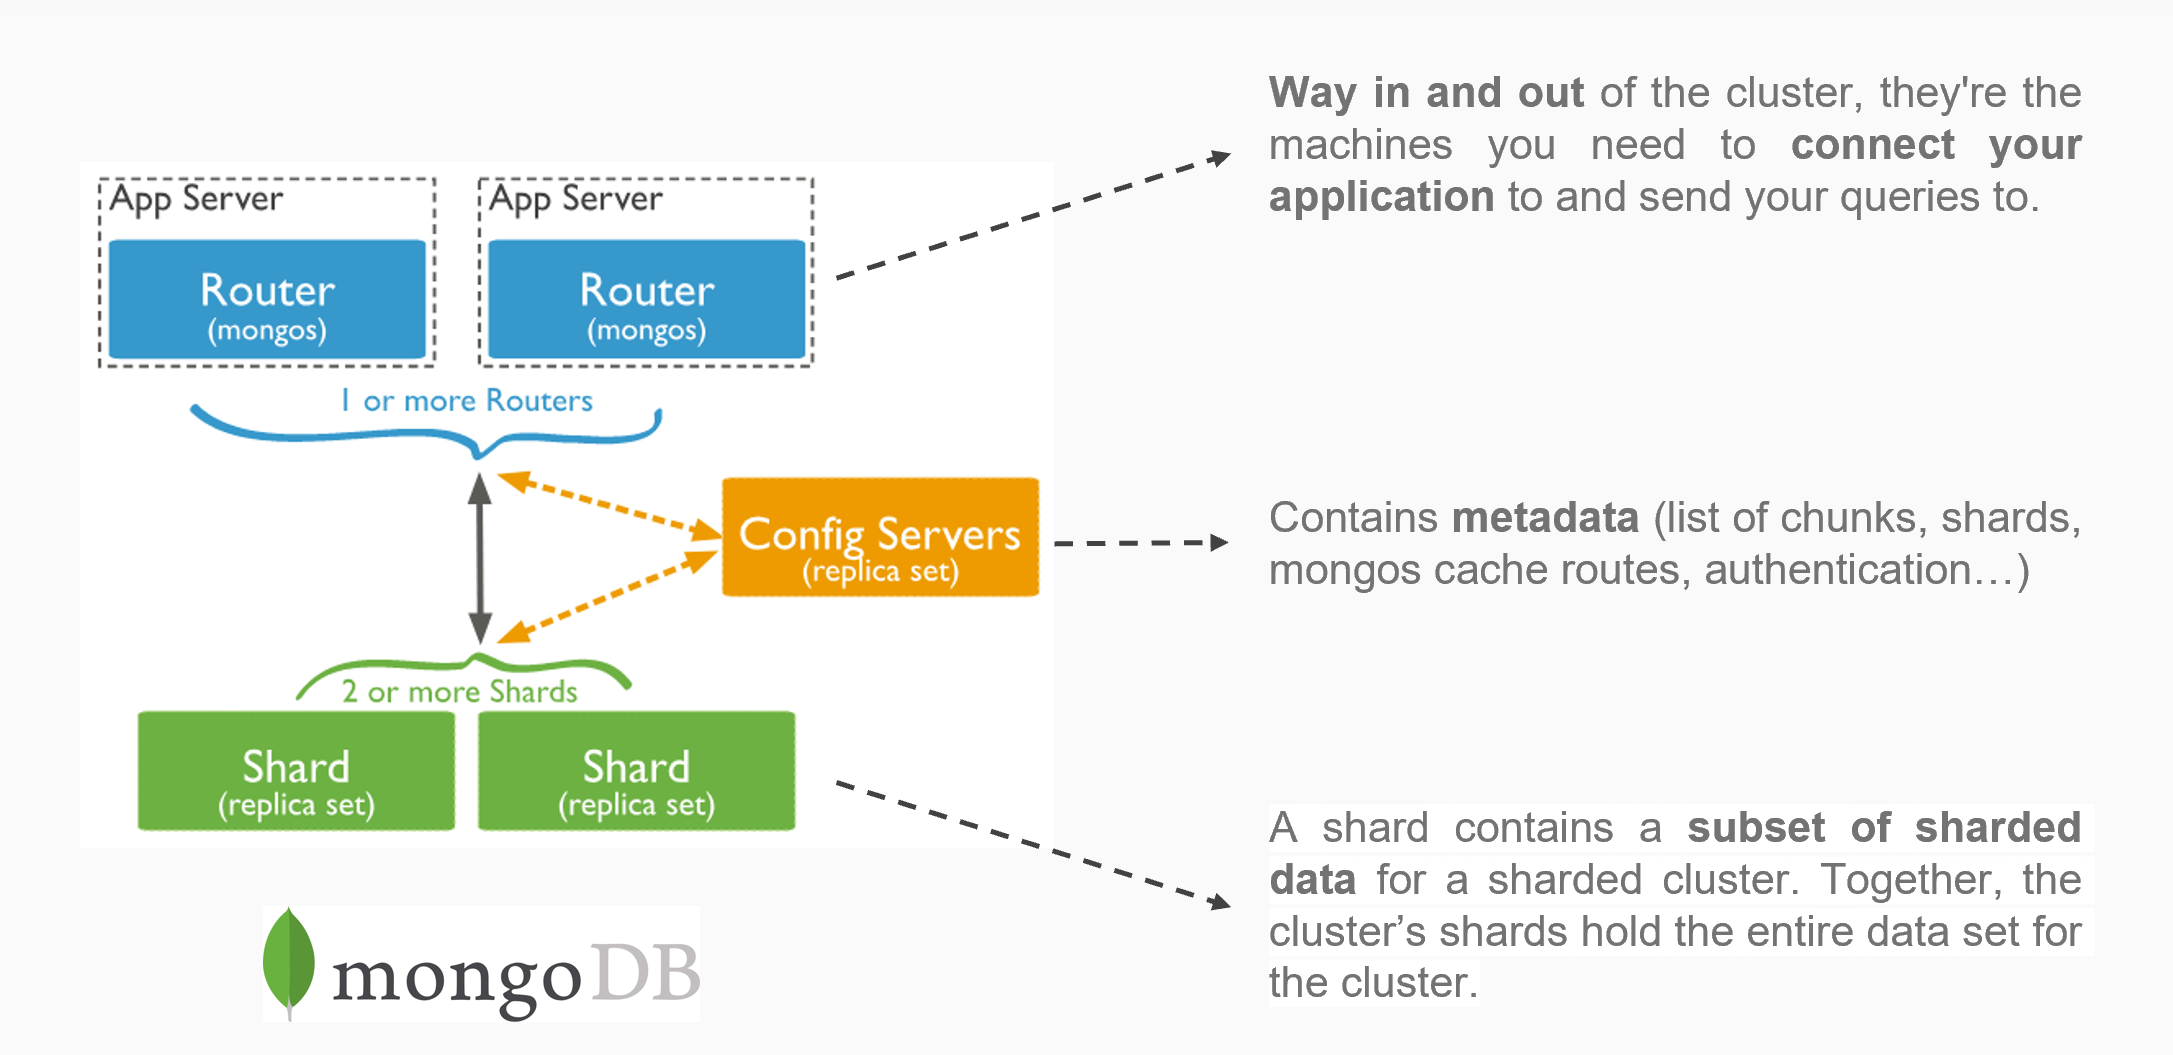 App Server
Router
(mongos)
App Server
Router
(mongos)
1 or more Routers
Config Servers
(replica set)
2 or more Shards
Shard
(replica set)
Shard
(replica set)
mongoDB
Way in and out of the cluster, they're the
machines you need to connect your
application to and send your queries to.
Contains metadata (list of chunks, shards,
mongos cache routes, authentication…)
A shard contains a subset of sharded
data for a sharded cluster. Together, the
cluster’s shards hold the entire data set for
the cluster.